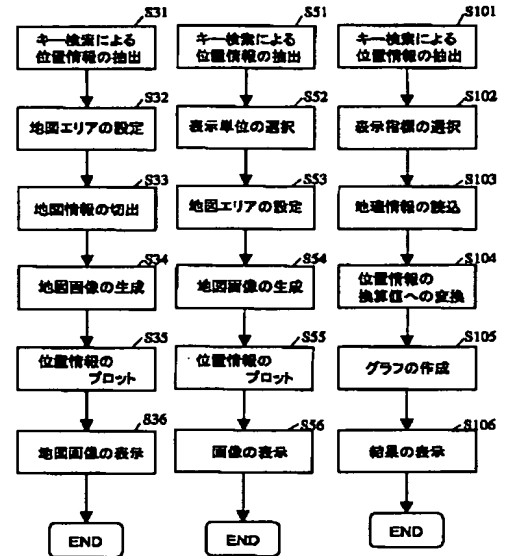 S31
キー検索による
位置情報の抽出
S32
地図エリアの設定
S33
地図情報の切出
S34
地図画像の生成
S35
位置情報の
プロット
S36
地図画像の表示
END
S51
キー検索による
位置情報の抽出
S52
表示単位の選択
S53
地図エリアの設定
S54
地図画像の生成
S55
位置情報の
プロット
S56
画像の表示
END
S101
キー検索による
位置情報の抽出
S102
表示指標の選択
S103
地理情報の読込
S104
位置情報の
換算値への変換
S105
グラフの作成
S106
結果の表示
END